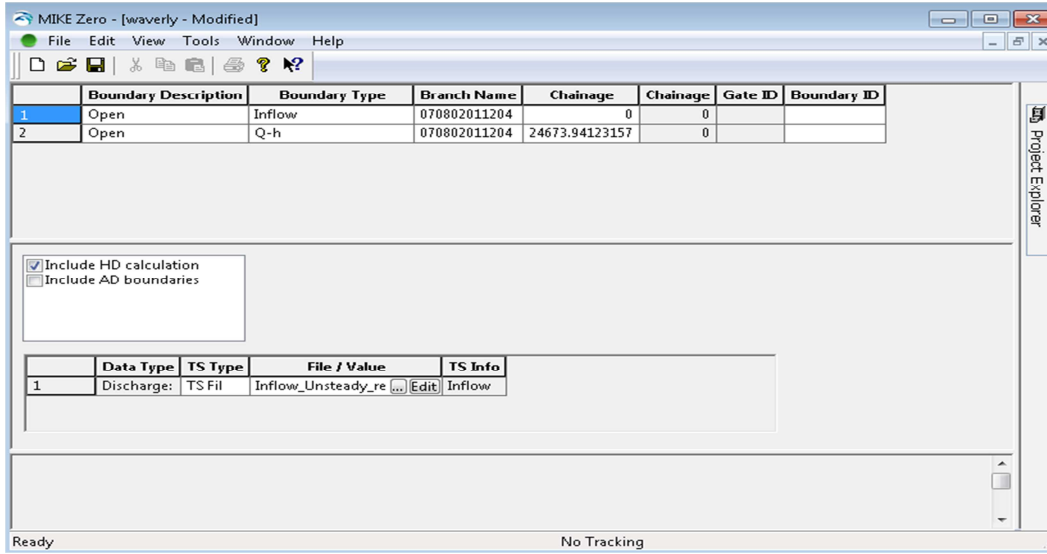 MIKE Zero - [waverly - Modified]
File Edit View Tools Window Help
Boundary Description Boundary Type Branch Name Chainage Chainage Gate ID Boundary ID
1 Open Inflow 070802011204 0 0
2 Open Q-h 070802011204 24673.94123157 0
Project Explorer
Include HD calculation
Include AD boundaries
Data Type TS Type File / Value TS Info
1 Discharge: TS Fil Inflow_Unsteady_re ... Edit Inflow
Ready No Tracking